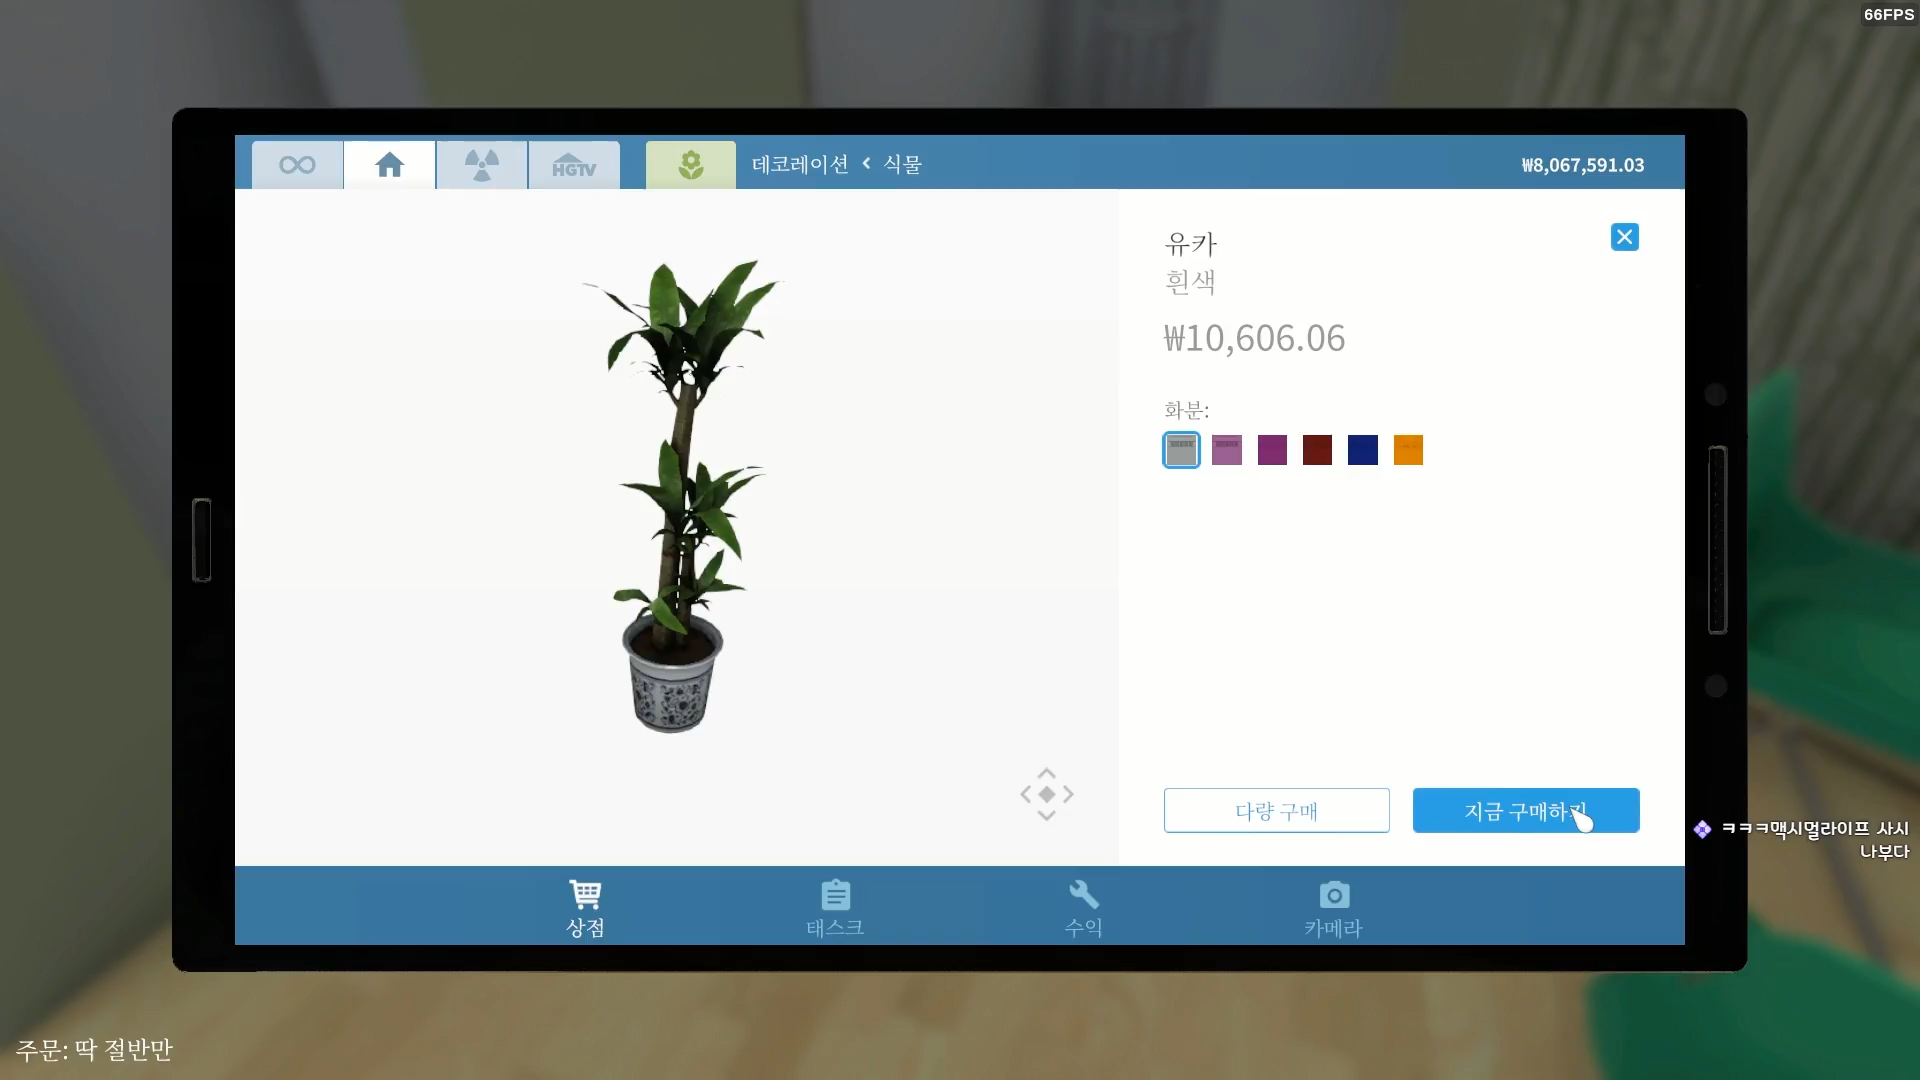 66FPS
HGTV
데코레이션 < 식물
₩8,067,591.03
유카
흰색
₩10,606.06
화분:
다량 구매
지금 구매하기
ㅋㅋㅋ맥시멀라이프 사시
나부다
상점
태스크
수익
카메라
주문: 딱 절반만